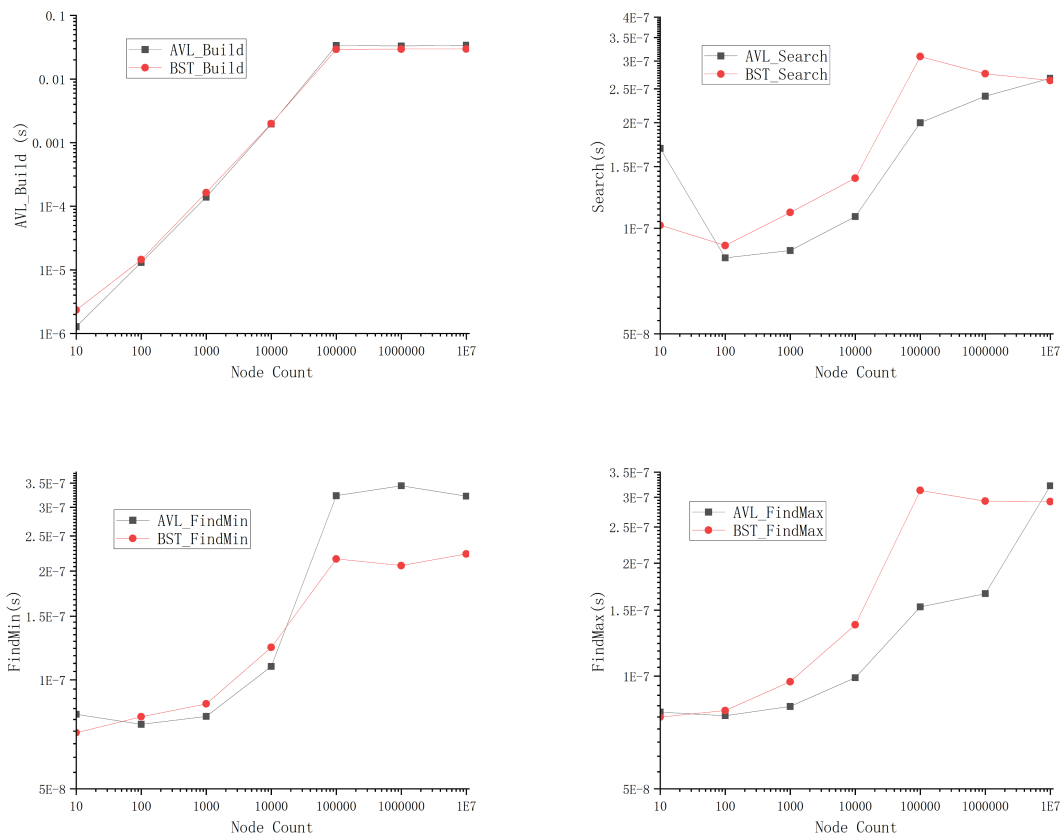 0.1
0.01
0.001
1E-4
1E-5
1E-6
AVL_Build (s)
AVL_Build
BST_Build
10
100
1000
10000
100000
1000000
1E7
Node Count
4E-7
3.5E-7
3E-7
2.5E-7
2E-7
1.5E-7
1E-7
5E-8
Search(s)
AVL_Search
BST_Search
10
100
1000
10000
100000
1000000
1E7
Node Count
3.5E-7
3E-7
2.5E-7
2E-7
1.5E-7
1E-7
5E-8
FindMin(s)
AVL_FindMin
BST_FindMin
10
100
1000
10000
100000
1000000
1E7
Node Count
3.5E-7
3E-7
2.5E-7
2E-7
1.5E-7
1E-7
5E-8
FindMax(s)
AVL_FindMax
BST_FindMax
10
100
1000
10000
100000
1000000
1E7
Node Count